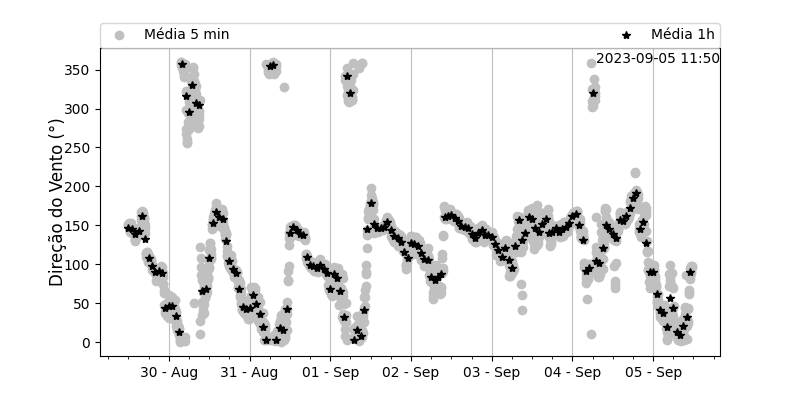 Média 5 min
Média 1h
2023-09-05 11:50
Direção do Vento (°)
350
300
250
200
150
100
50
0
30 - Aug
31 - Aug
01 - Sep
02 - Sep
03 - Sep
04 - Sep
05 - Sep